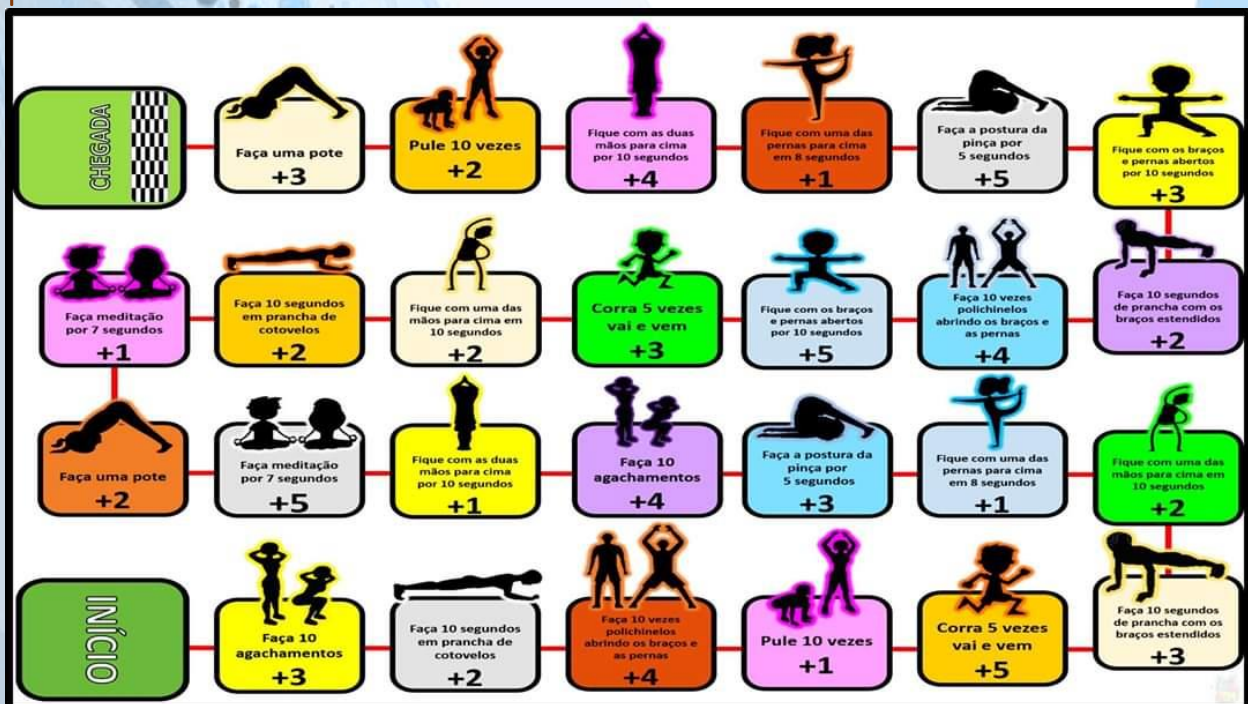 CHEGADA
Faça uma pote
+3
Pule 10 vezes
+2
Fique com as duas
mãos para cima
por 10 segundos
+4
Fique com uma das
pernas para cima
em 8 segundos
+1
Faça a postura da
pinça por
5 segundos
+5
Fique com os braços
e pernas abertos
por 10 segundos
+3
Faça meditação
por 7 segundos
+1
Faça 10 segundos
em prancha de
cotovelos
+2
Fique com uma das
mãos para cima em
10 segundos
+2
Corra 5 vezes
vai e vem
+3
Fique com os braços
e pernas abertos
por 10 segundos
+5
Faça 10 vezes
polichinelos
abrindo os braços e
as pernas
+4
Faça 10 segundos
de prancha com os
braços estendidos
+2
Faça uma pote
+2
Faça meditação
por 7 segundos
+5
Fique com as duas
mãos para cima
por 10 segundos
+1
Faça 10
agachamentos
+4
Faça a postura da
pinça por
5 segundos
+3
Fique com uma das
pernas para cima
em 8 segundos
+1
Fique com uma das
mãos para cima em
10 segundos
+2
INÍCIO
Faça 10
agachamentos
+3
Faça 10 segundos
em prancha de
cotovelos
+2
Faça 10 vezes
polichinelos
abrindo os braços e
as pernas
+4
Pule 10 vezes
+1
Corra 5 vezes
vai e vem
+5
Faça 10 segundos
de prancha com os
braços estendidos
+3